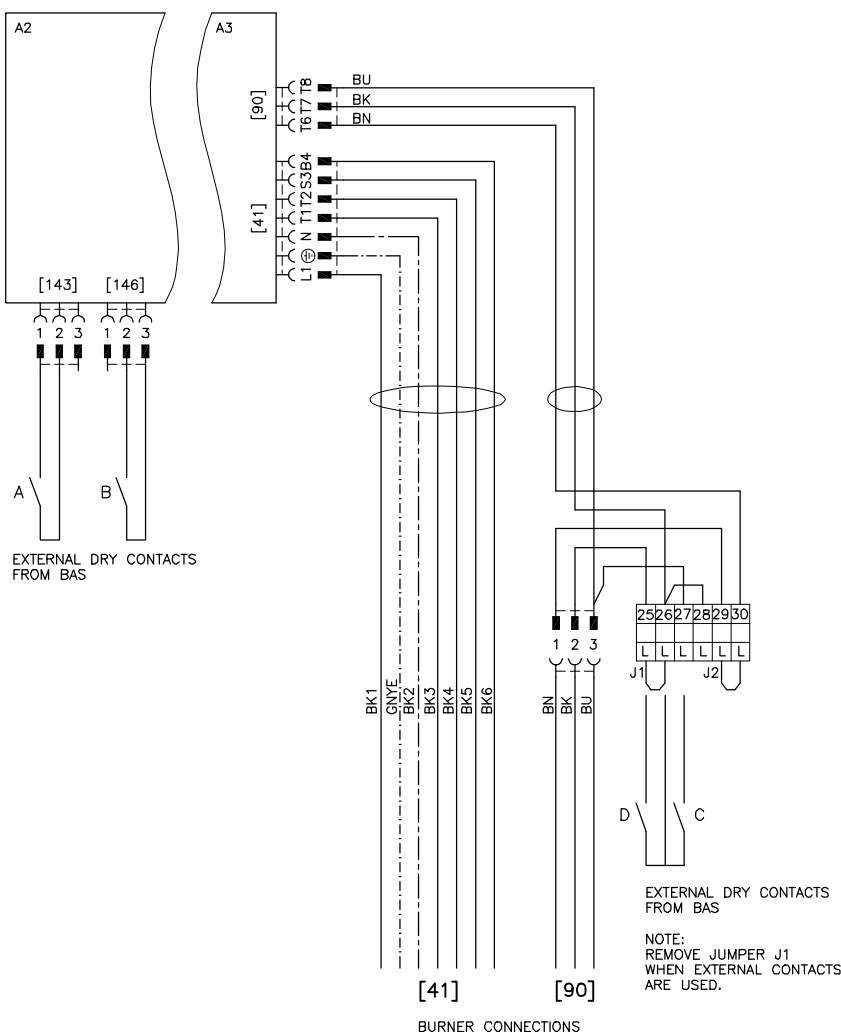 A2
A3
[90]
T8
BU
T7
BK
T6
BN
[41]
B4
S3
T2
T1
N
L1
[143]
[146]
1 2 3
1 2 3
A
B
EXTERNAL DRY CONTACTS
FROM BAS
25 26 27 28 29 30
1 2 3
L L L L L L
J1
J2
BK1
GNYE
BK2
BK3
BK4
BK5
BK6
BN
BK
BU
D
C
EXTERNAL DRY CONTACTS
FROM BAS
NOTE:
REMOVE JUMPER J1
WHEN EXTERNAL CONTACTS
ARE USED.
[41]
[90]
BURNER CONNECTIONS